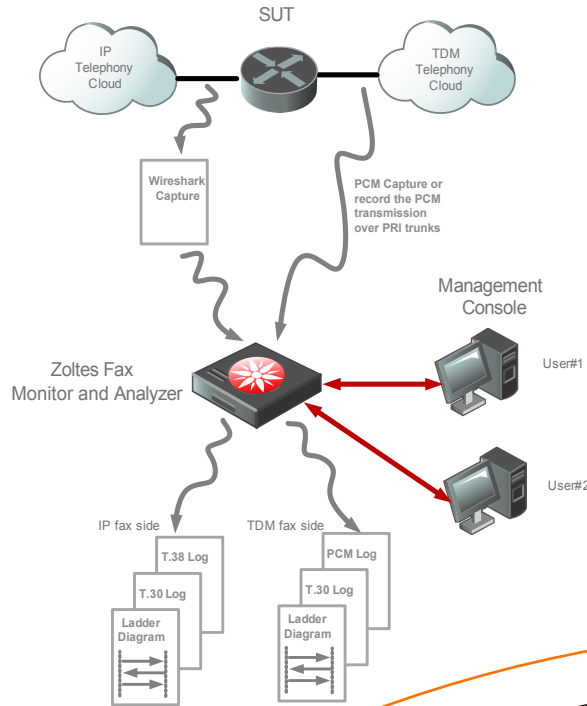 SUT
IP
Telephony
Cloud
TDM
Telephony
Cloud
Wireshark
Capture
PCM Capture or
record the PCM
transmission
over PRI trunks
Management
Console
User#1
Zoltes Fax
Monitor and Analyzer
User#2
IP fax side
TDM fax side
T.38 Log
T.30 Log
Ladder
Diagram
PCM Log
T.30 Log
Ladder
Diagram